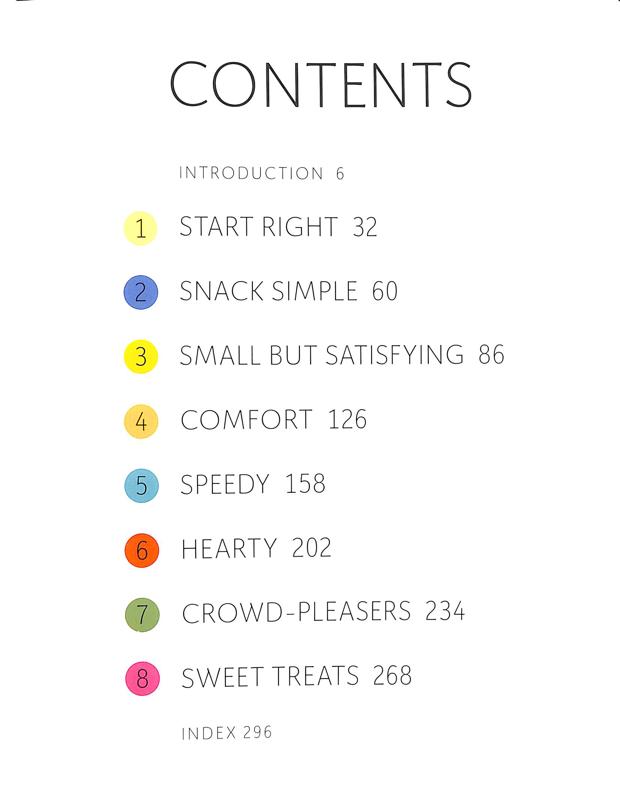 CONTENTS
INTRODUCTION 6
1 START RIGHT 32
2 SNACK SIMPLE 60
3 SMALL BUT SATISFYING 86
4 COMFORT 126
5 SPEEDY 158
6 HEARTY 202
7 CROWD-PLEASERS 234
8 SWEET TREATS 268
INDEX 296